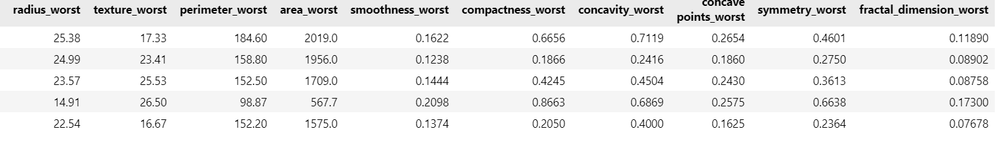 radius_worst texture_worst perimeter_worst area_worst smoothness_worst compactness_worst concavity_worst concave points_worst symmetry_worst fractal_dimension_worst
25.38 17.33 184.60 2019.0 0.1622 0.6656 0.7119 0.2654 0.4601 0.11890
24.99 23.41 158.80 1956.0 0.1238 0.1866 0.2416 0.1860 0.2750 0.08902
23.57 25.53 152.50 1709.0 0.1444 0.4245 0.4504 0.2430 0.3613 0.08758
14.91 26.50 98.87 567.7 0.2098 0.8663 0.6869 0.2575 0.6638 0.17300
22.54 16.67 152.20 1575.0 0.1374 0.2050 0.4000 0.1625 0.2364 0.07678